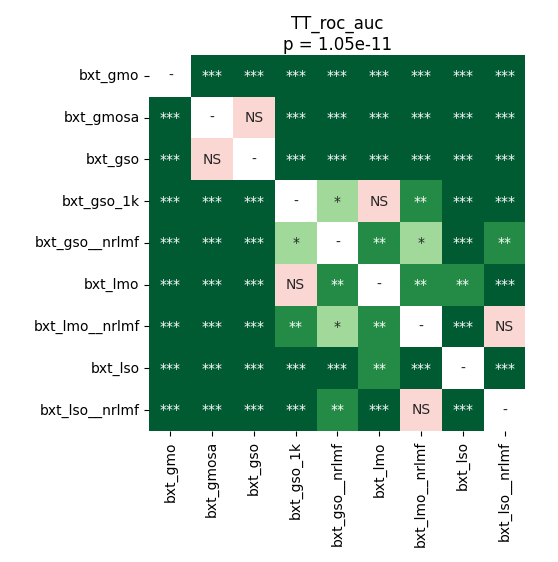 TT_roc_auc
p = 1.05e-11
bxt_gmo - *** *** *** *** *** *** *** ***
bxt_gmosa *** - NS *** *** *** *** *** ***
bxt_gso *** NS - *** *** *** *** *** ***
bxt_gso_1k *** *** *** - * NS ** *** ***
bxt_gso__nrlmf *** *** *** * - ** * *** **
bxt_lmo *** *** *** NS ** - ** ** ***
bxt_lmo__nrlmf *** *** *** ** * ** - *** NS
bxt_lso *** *** *** *** *** ** *** - ***
bxt_lso__nrlmf *** *** *** *** ** *** NS *** -
bxt_gmo
bxt_gmosa
bxt_gso
bxt_gso_1k
bxt_gso__nrlmf
bxt_lmo
bxt_lmo__nrlmf
bxt_lso
bxt_lso__nrlmf